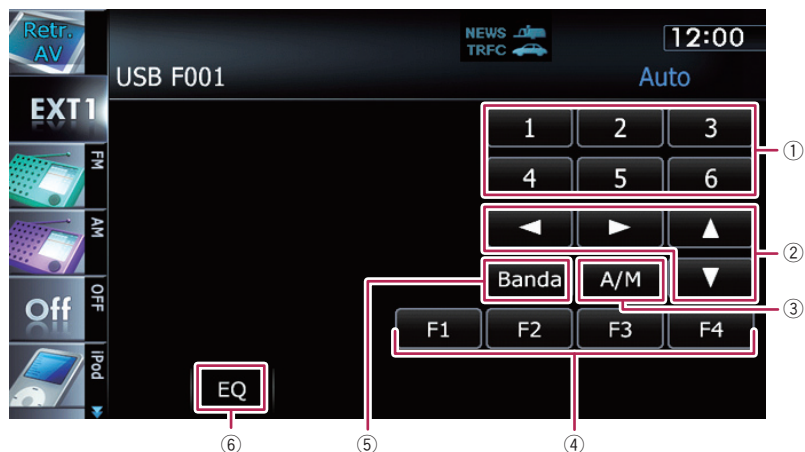 Retr.
AV
NEWS
TRFC
12:00
USB F001
Auto
EXT1
1 2 3
①
4 5 6
FM
◄ ► ▲
②
AM
Banda A/M ▼
③
Off
OFF
F1 F2 F3 F4
iPod
EQ
⑥ ⑤ ④